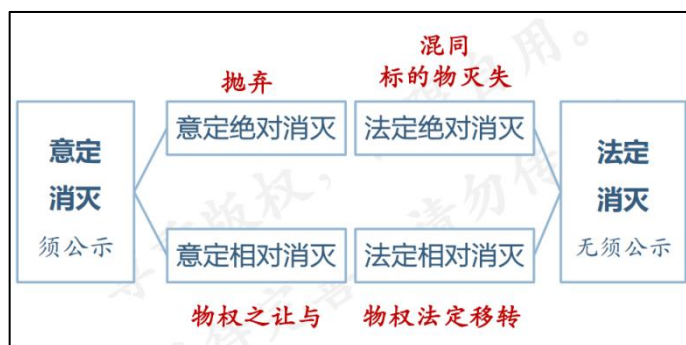 混同
抛弃
标的物灭失
意定
消灭
须公示
意定绝对消灭
法定绝对消灭
法定
消灭
无须公示
意定相对消灭
法定相对消灭
物权之让与
物权法定移转